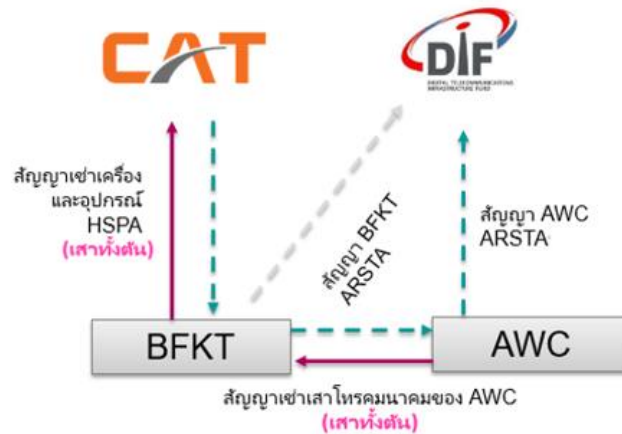 CAT
DIF
DIGITAL TELECOMMUNICATIONS
INFRASTRUCTURE FUND
สัญญาเช่าเครื่อง
และอุปกรณ์
HSPA
(เสาทั้งต้น)
สัญญา BFKT
ARSTA
สัญญา AWC
ARSTA
BFKT
AWC
สัญญาเช่าเสาโทรคมนาคมของ AWC
(เสาทั้งต้น)